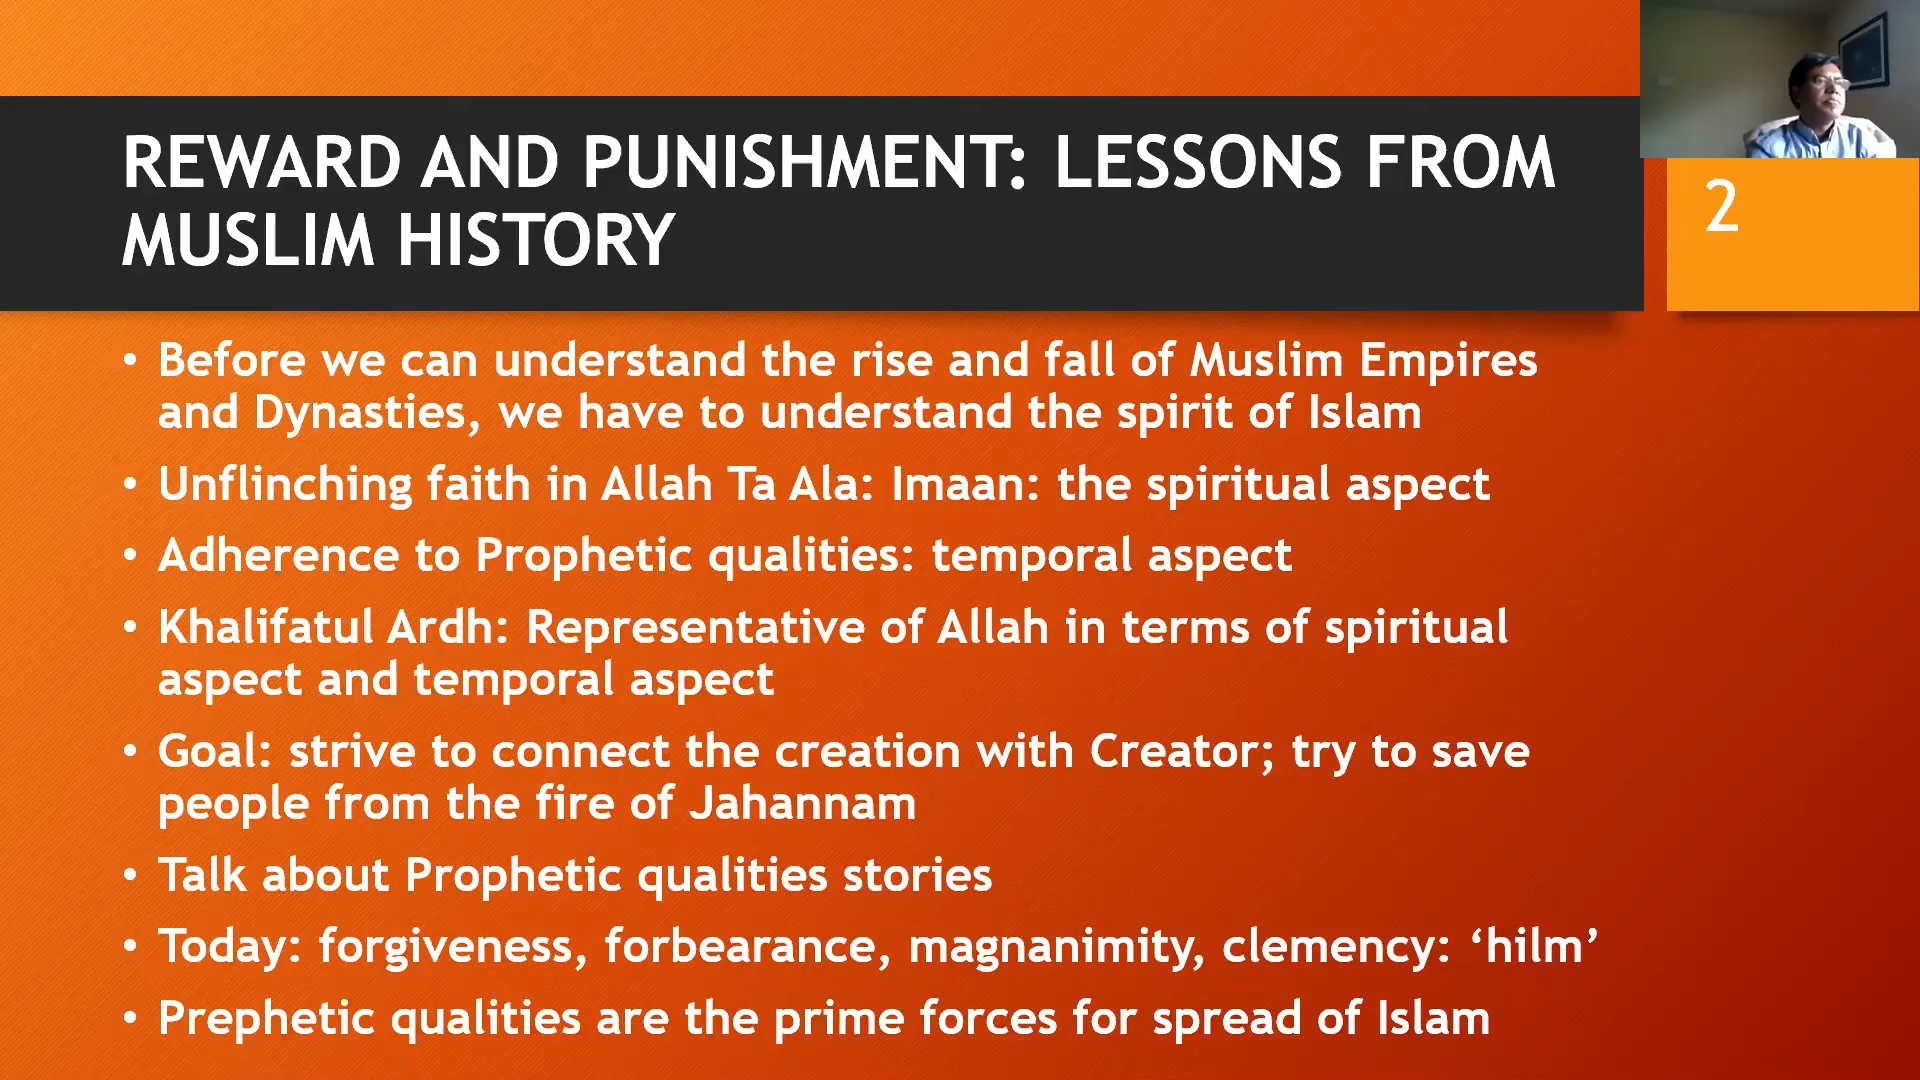 REWARD AND PUNISHMENT: LESSONS FROM
MUSLIM HISTORY
2
• Before we can understand the rise and fall of Muslim Empires
and Dynasties, we have to understand the spirit of Islam
• Unflinching faith in Allah Ta Ala: Imaan: the spiritual aspect
• Adherence to Prophetic qualities: temporal aspect
• Khalifatul Ardh: Representative of Allah in terms of spiritual
aspect and temporal aspect
• Goal: strive to connect the creation with Creator; try to save
people from the fire of Jahannam
• Talk about Prophetic qualities stories
• Today: forgiveness, forbearance, magnanimity, clemency: ‘hilm’
• Prephetic qualities are the prime forces for spread of Islam